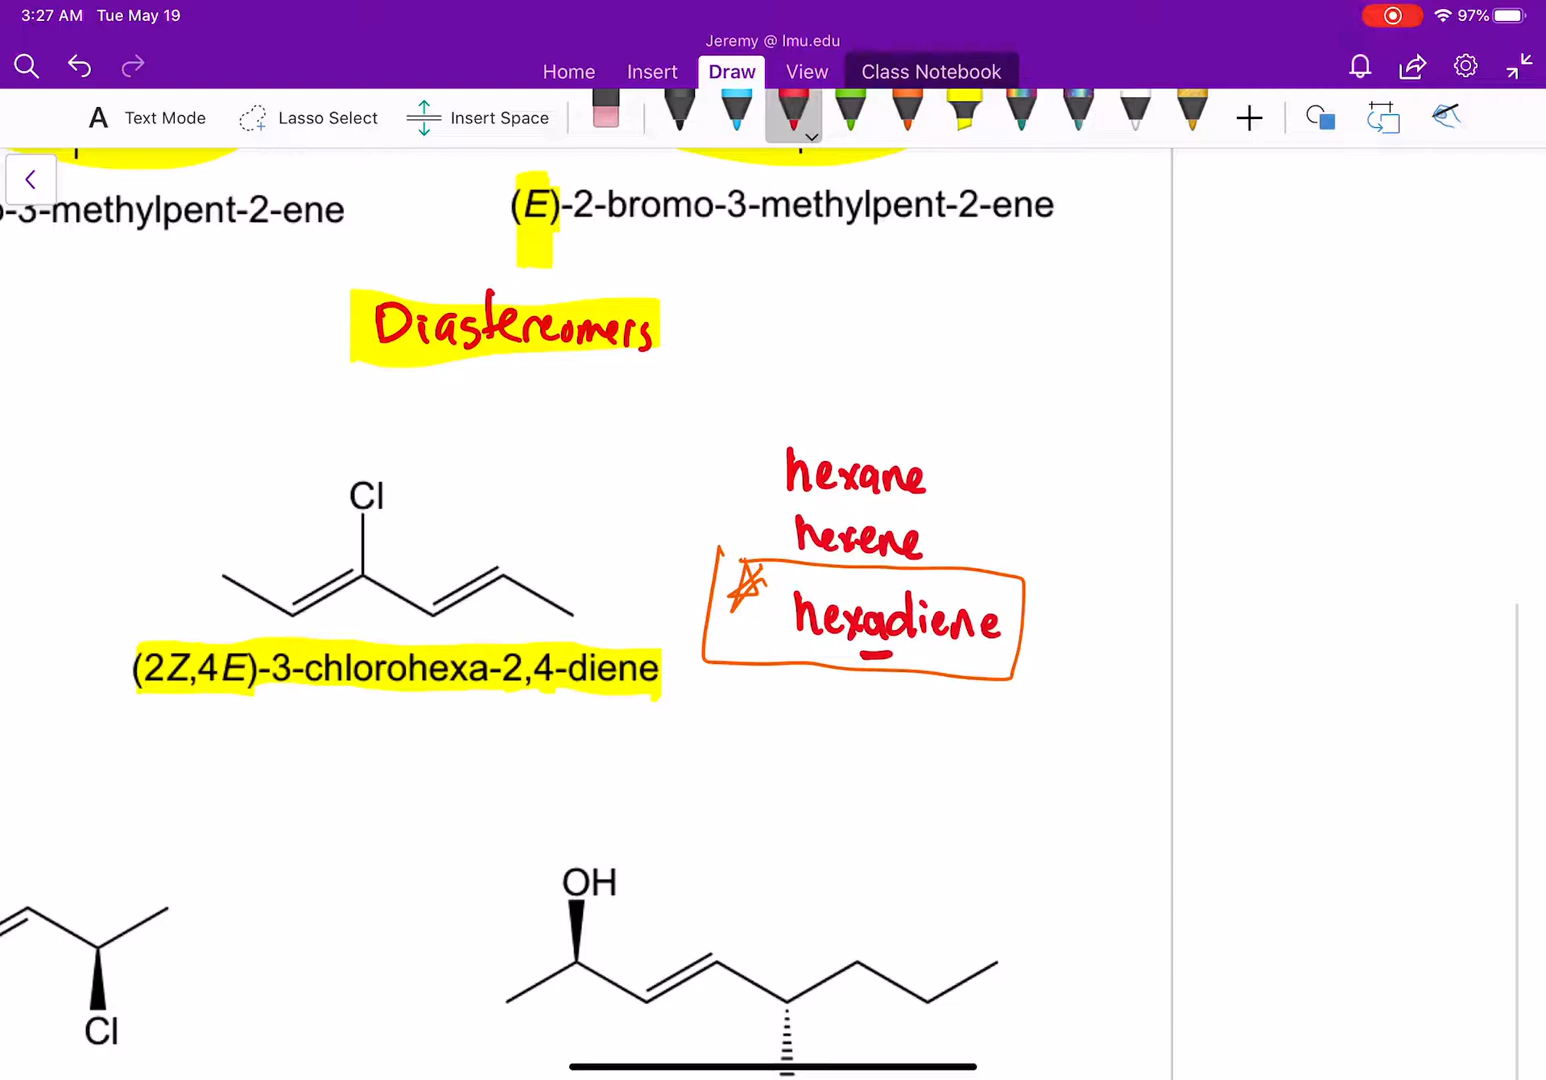 3:27 AM Tue May 19
97%
Jeremy @ lmu.edu
Home Insert Draw View Class Notebook
A Text Mode Lasso Select Insert Space
-3-methylpent-2-ene
(E)-2-bromo-3-methylpent-2-ene
Diastereomers
hexane
Cl
hexene
hexadiene
(2Z,4E)-3-chlorohexa-2,4-diene
OH
Cl